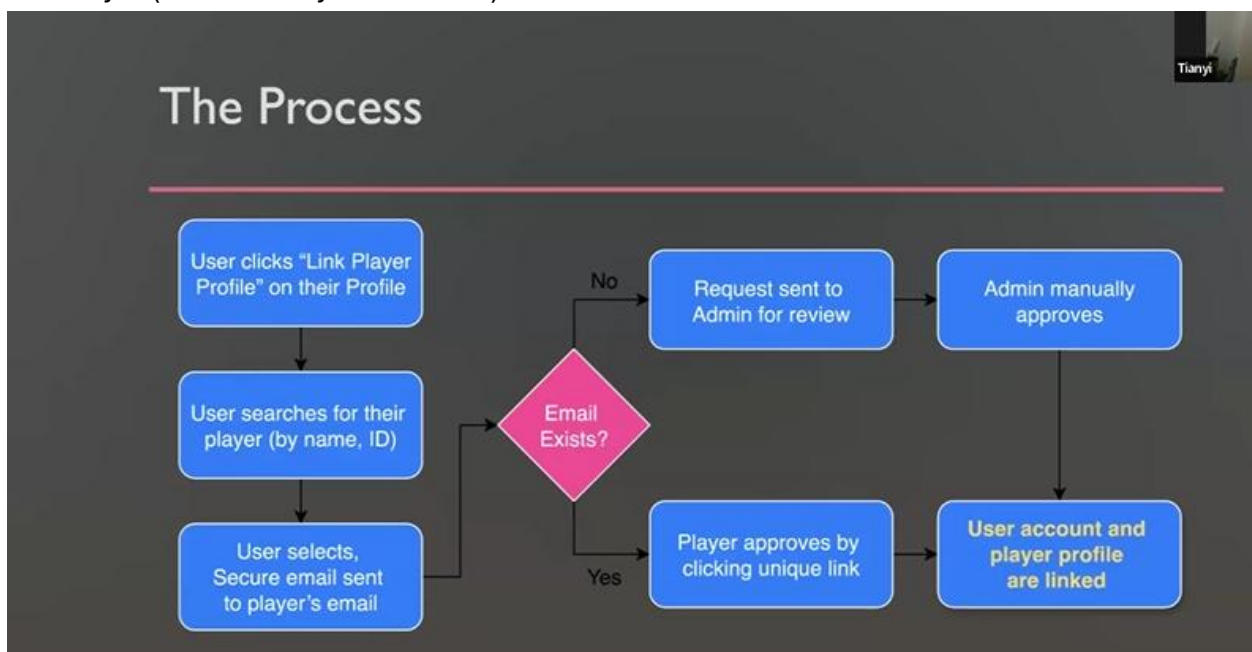 Tianyi
The Process
User clicks “Link Player
Profile” on their Profile
User searches for their
player (by name, ID)
User selects,
Secure email sent
to player’s email
Email
Exists?
No
Request sent to
Admin for review
Admin manually
approves
Yes
Player approves by
clicking unique link
User account and
player profile
are linked